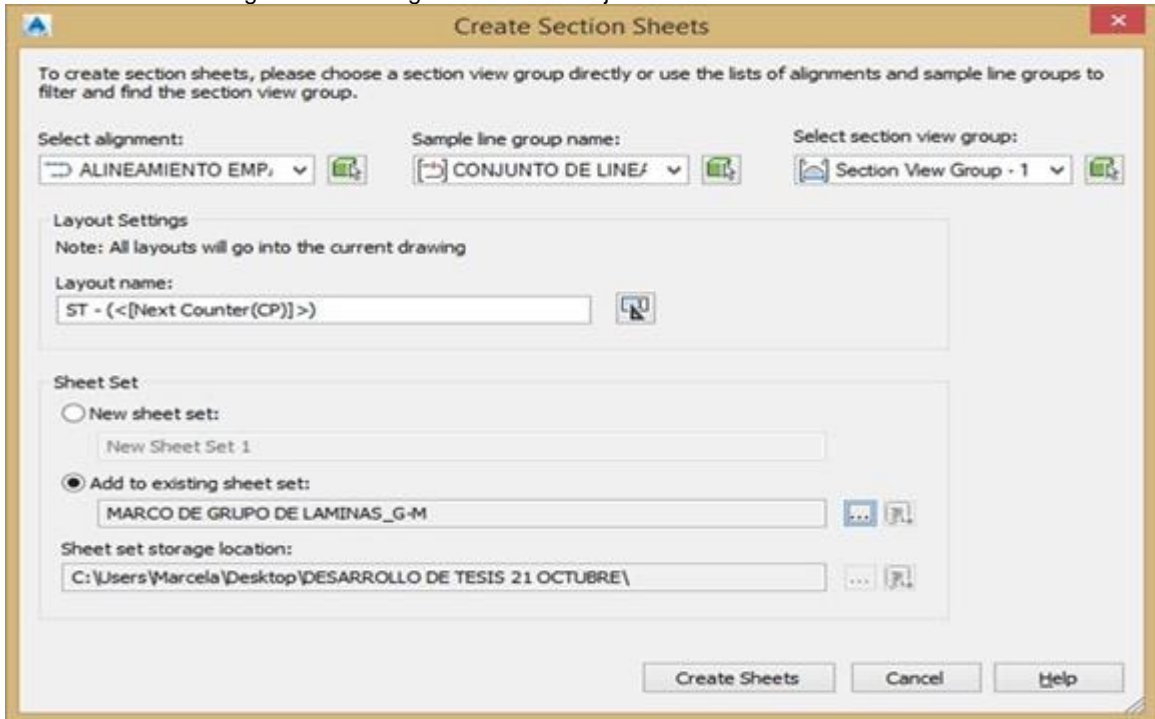 Create Section Sheets
To create section sheets, please choose a section view group directly or use the lists of alignments and sample line groups to
filter and find the section view group.
Select alignment: Sample line group name: Select section view group:
ALINEAMIENTO EMP. CONJUNTO DE LINEA Section View Group - 1
Layout Settings
Note: All layouts will go into the current drawing
Layout name:
ST - (<[Next Counter(CP)]>)
Sheet Set
New sheet set:
New Sheet Set 1
Add to existing sheet set:
MARCO DE GRUPO DE LAMINAS_G-M
...
Sheet set storage location:
C:\Users\Marcela\Desktop\DESARROLLO DE TESIS 21 OCTUBRE\
...
Create Sheets Cancel Help